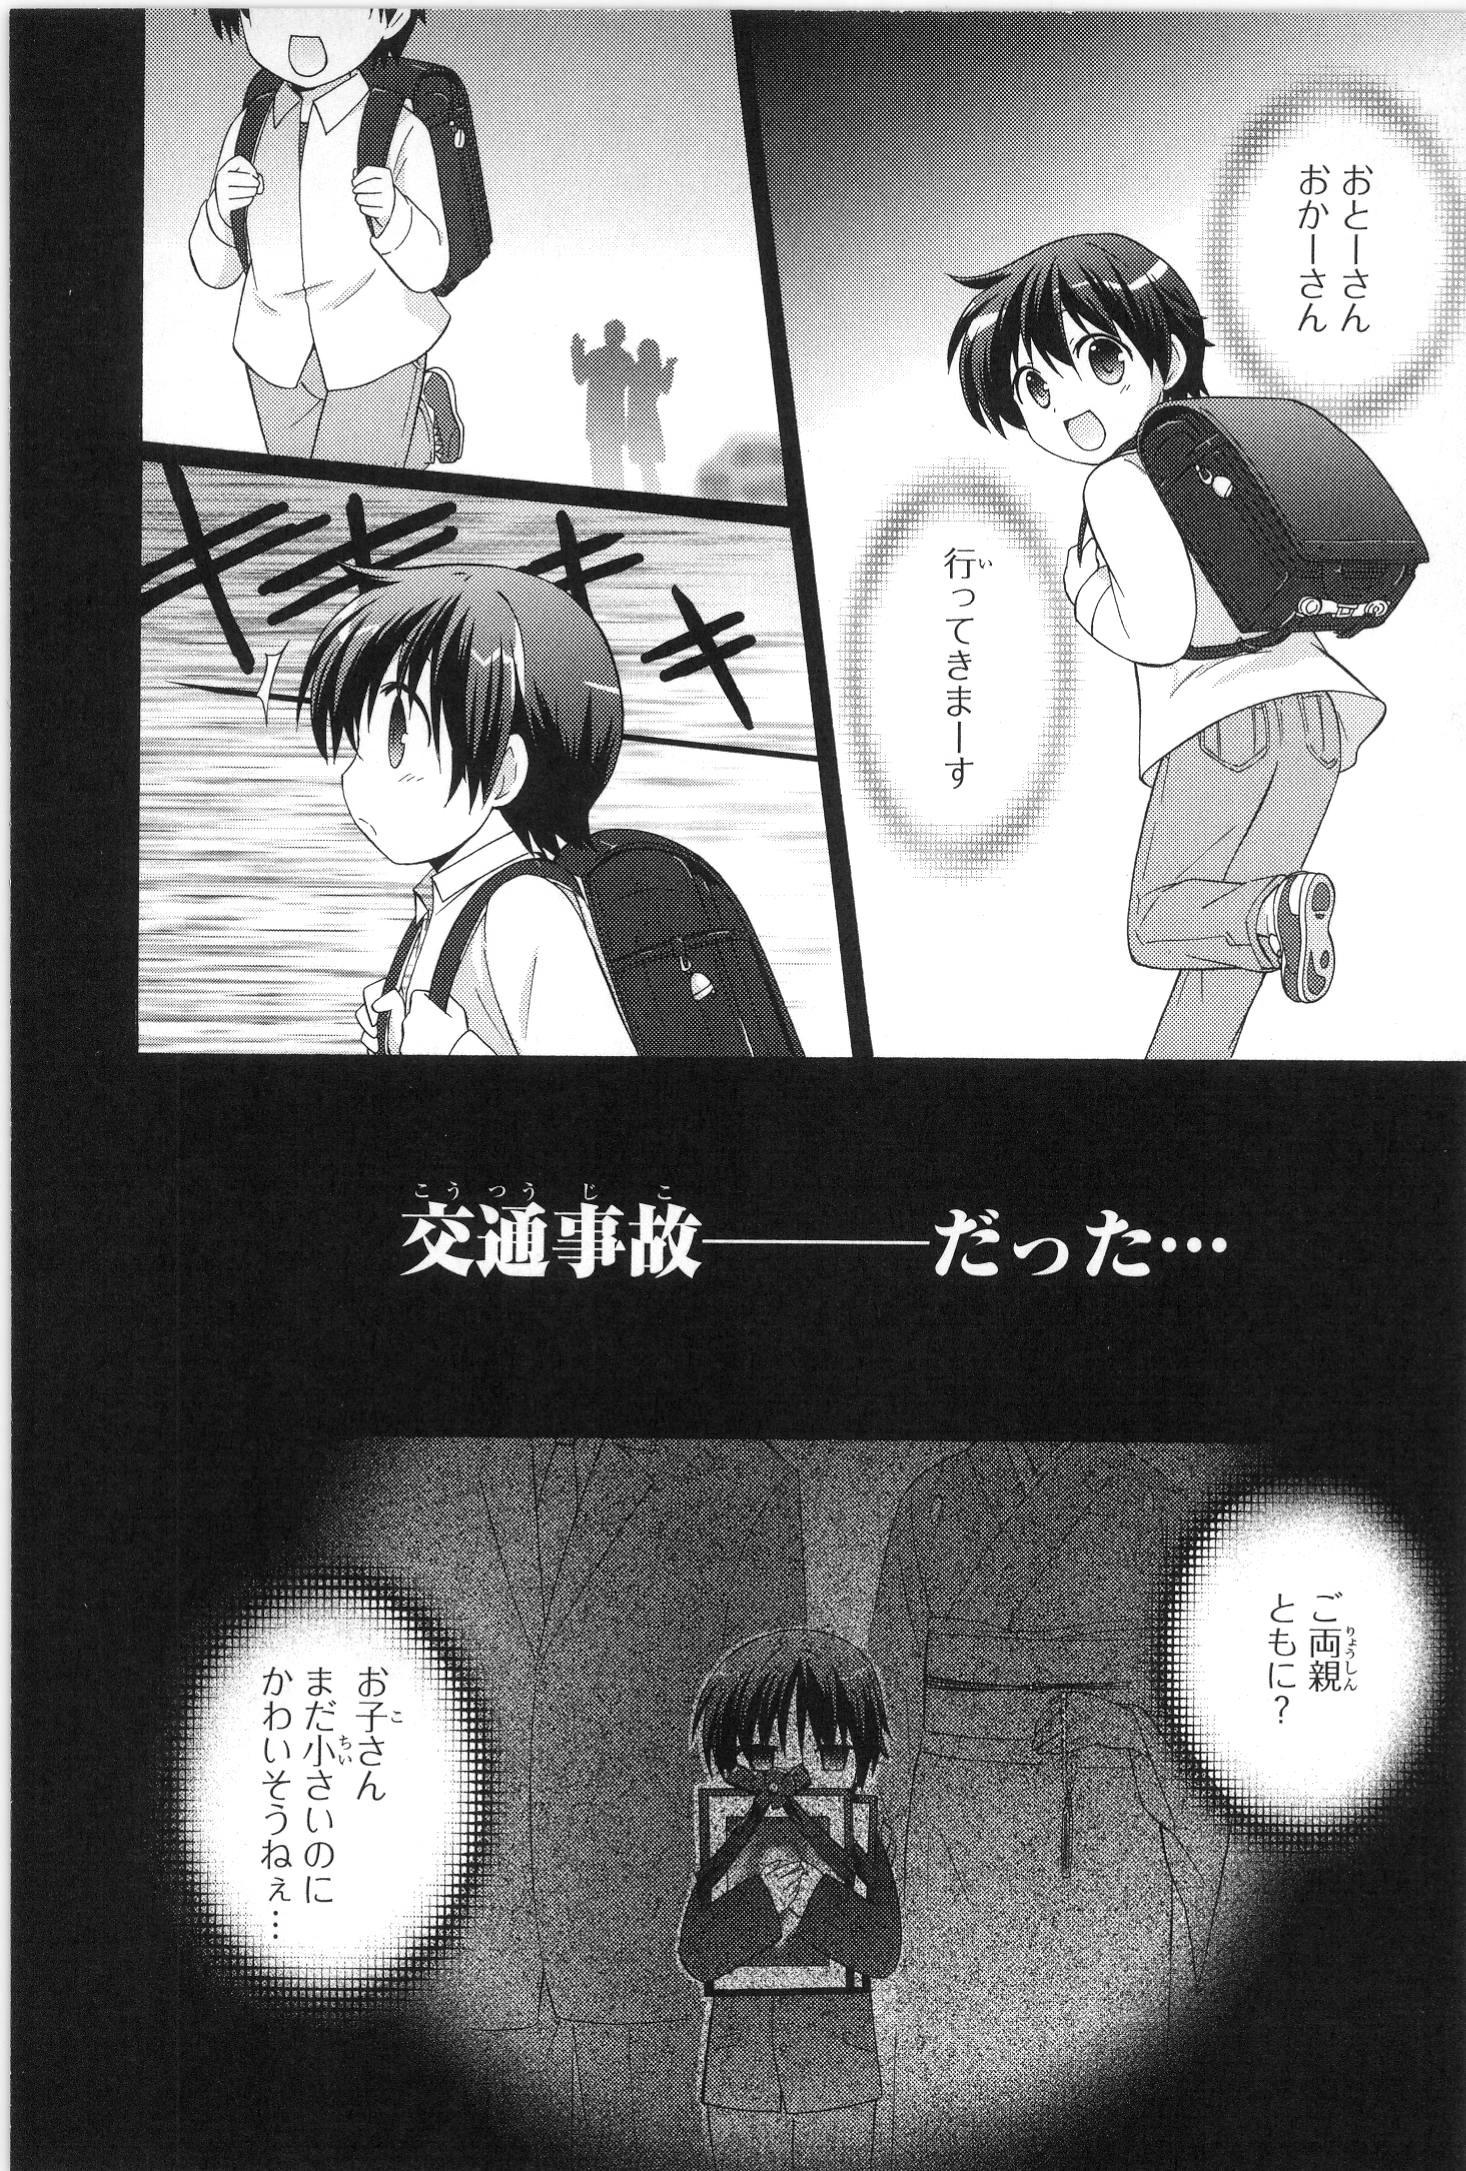 おとーさん
おかーさん
行ってきまーす
キキキキ
交通事故―――だった…
ご両親
ともに？
お子さん
まだ小さいのに
かわいそうねぇ…